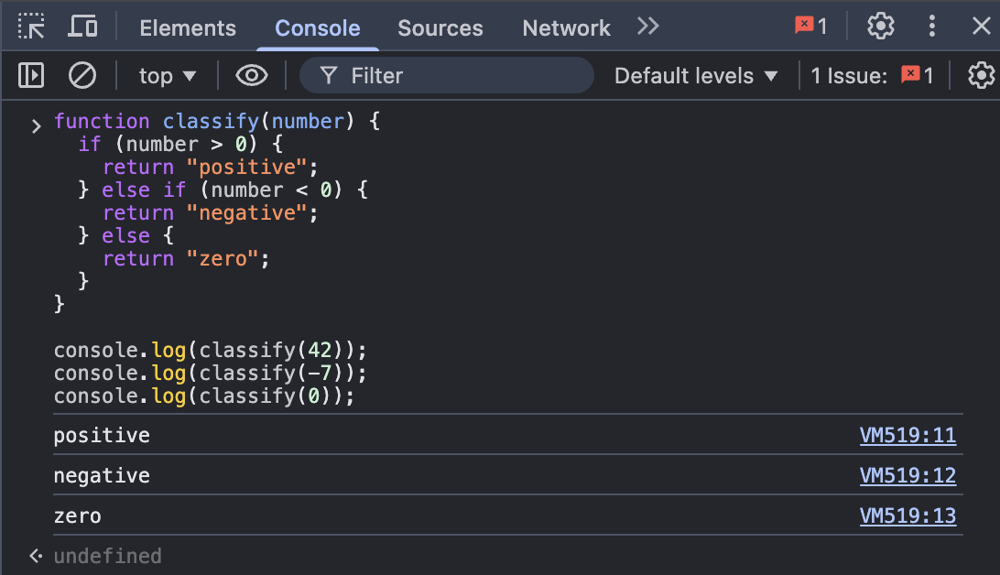 Elements Console Sources Network 1
top Filter Default levels 1 Issue: 1
function classify(number) {
  if (number > 0) {
    return "positive";
  } else if (number < 0) {
    return "negative";
  } else {
    return "zero";
  }
}

console.log(classify(42));
console.log(classify(-7));
console.log(classify(0));
positive VM519:11
negative VM519:12
zero VM519:13
undefined